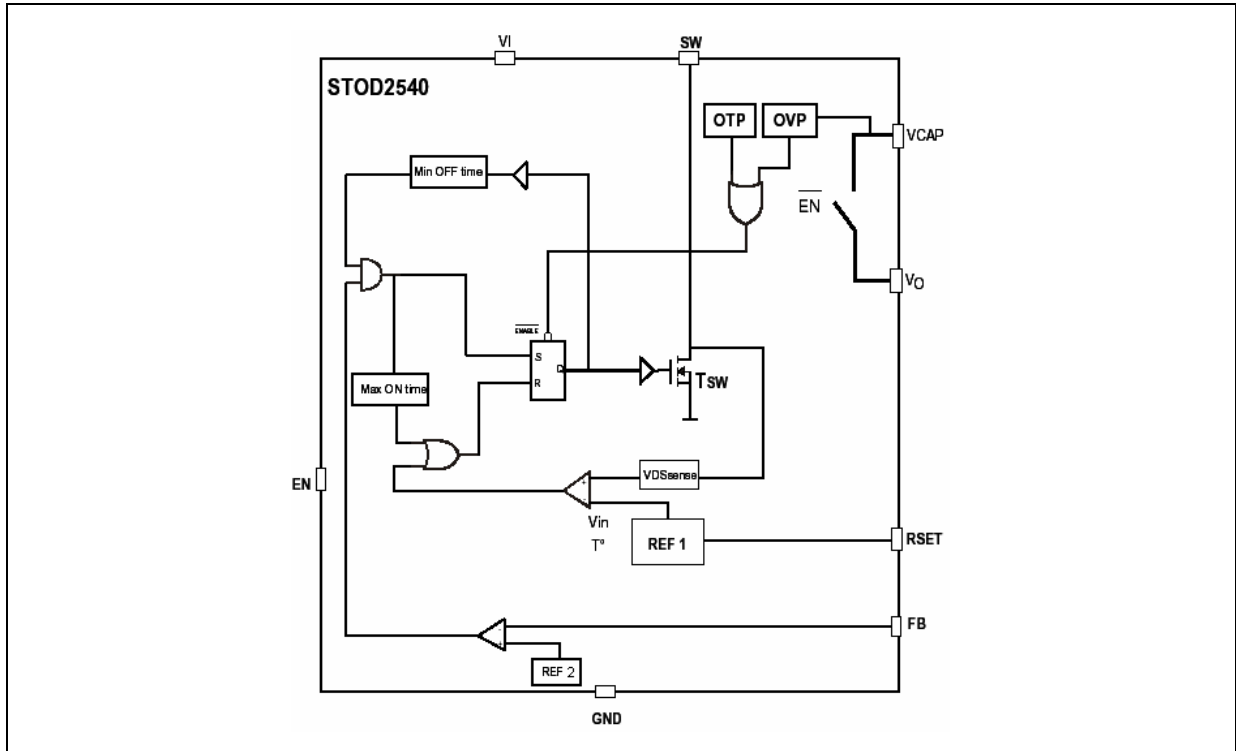 VI
SW
STOD2540
OTP
OVP
VCAP
Min OFF time
EN
VO
ENABLE
S
R
Max ON time
TSW
EN
VDSsense
+
-
Vin
T°
REF 1
RSET
FB
-
+
REF 2
GND